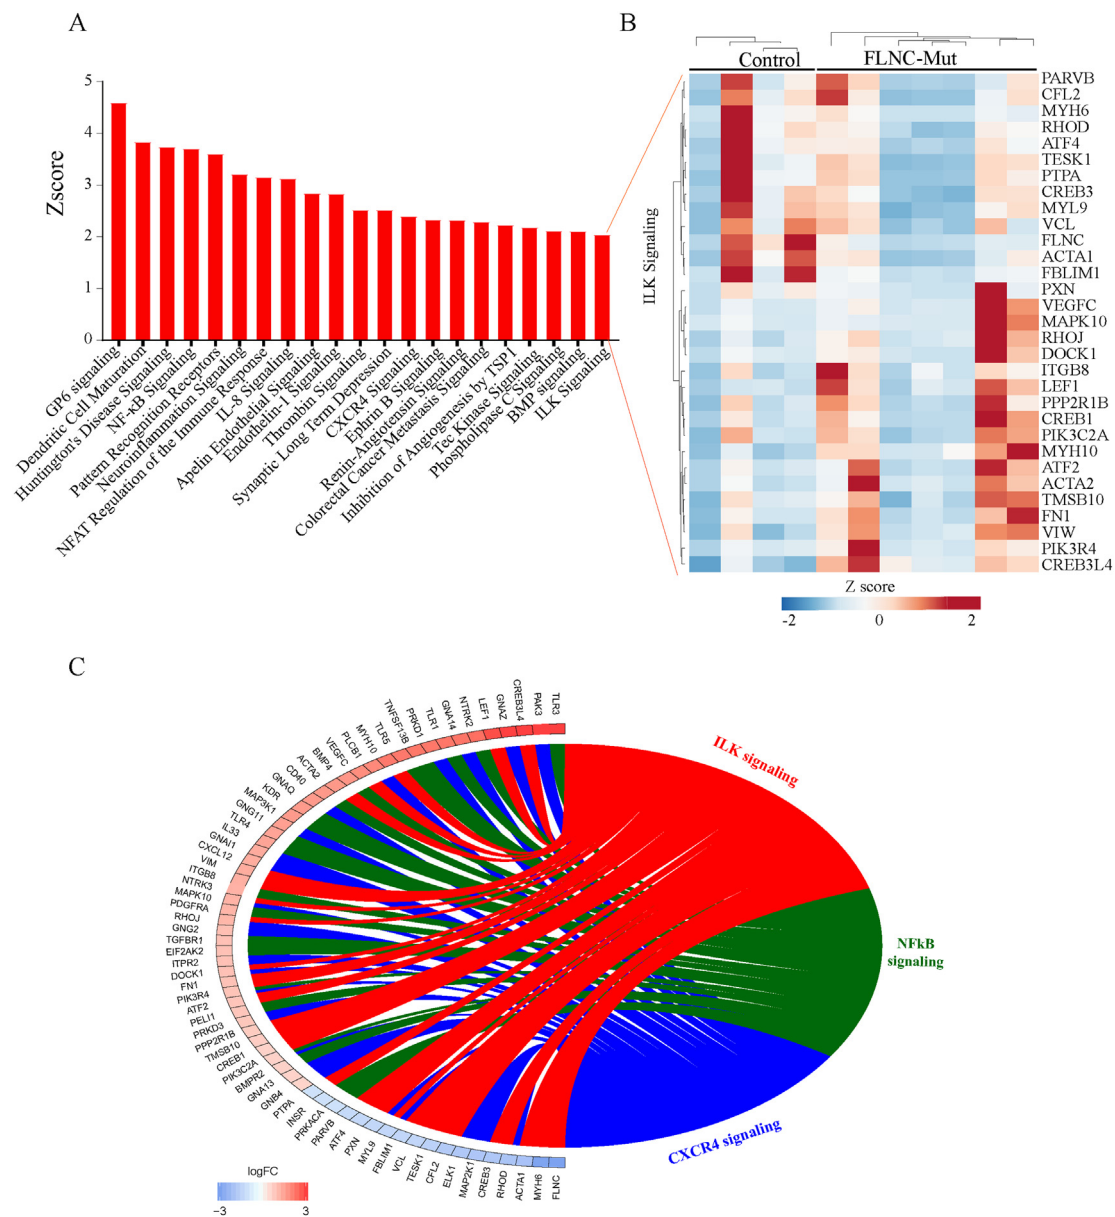 A
Zscore
5
4
3
2
1
0
GP6 signaling
Dendritic Cell Maturation
Huntington's Disease Signaling
NF-κB Signaling
Pattern Recognition Receptors
Neuroinflammation Signaling
NFAT Regulation of the Immune Response
IL-8 Signaling
Apelin Endothelial Signaling
Endothelin-1 Signaling
Thrombin Signaling
Synaptic Long Term Depression
CXCR4 Signaling
Ephrin B Signaling
Renin-Angiotensin Signaling
Colorectal Cancer Metastasis Signaling
Inhibition of Angiogenesis by TSP1
Tec Kinase Signaling
Phospholipase C Signaling
BMP signaling
ILK Signaling
B
Control
FLNC-Mut
ILK Signaling
PARVB
CFL2
MYH6
RHOD
ATF4
TESK1
PTPA
CREB3
MYL9
VCL
FLNC
ACTA1
FBLIM1
PXN
VEGFC
MAPK10
RHOJ
DOCK1
ITGB8
LEF1
PPP2R1B
CREB1
PIK3C2A
MYH10
ATF2
ACTA2
TMSB10
FN1
VIW
PIK3R4
CREB3L4
Z score
-2
0
2
C
TLR3
PAK3
CREB3L4
GNAZ
LEF1
NTRK2
GNA14
TLR1
PRKD1
TNFSF13B
TLR5
MYH10
PLCB1
VEGFC
BMP4
ACTA2
CD40
GNAQ
KDR
MAP3K1
GNG11
TLR4
IL33
GNAI1
CXCL12
VIM
ITGB8
NTRK3
MAPK10
PDGFRA
RHOJ
GNG2
TGFBR1
EIF2AK2
ITPR2
DOCK1
FN1
PIK3R4
ATF2
PELI1
PRKD3
PPP2R1B
TMSB10
CREB1
PIK3C2A
BMPR2
GNA13
GNB4
PTPA
INSR
PRKACA
PARVB
ATF4
PXN
MYL9
FBLIM1
VCL
TESK1
CFL2
ELK1
MAP2K1
CREB3
RHOD
ACTA1
MYH6
FLNC
ILK signaling
NFkB
signaling
CXCR4 signaling
logFC
−3
3